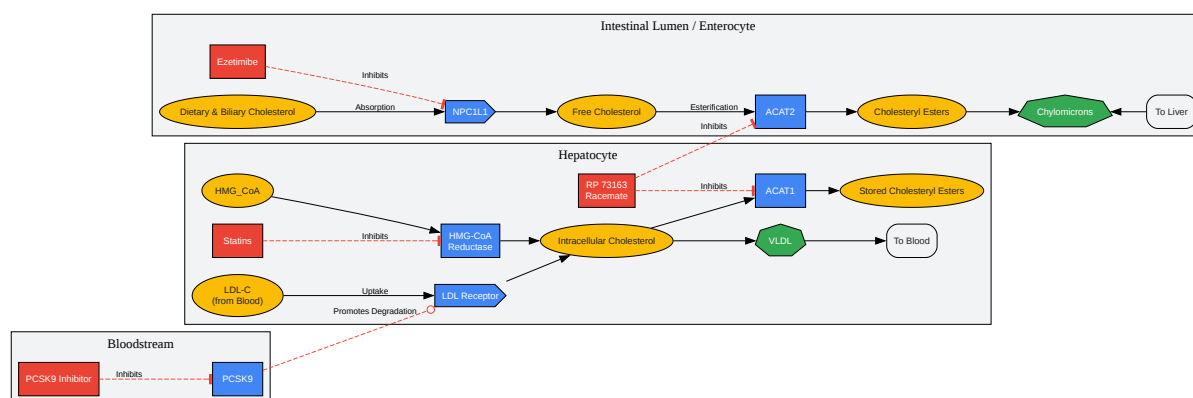 Intestinal Lumen / Enterocyte
Ezetimibe
Inhibits
Dietary & Biliary Cholesterol
Absorption
NPC1L1
Free Cholesterol
Esterification
ACAT2
Cholesteryl Esters
Chylomicrons
To Liver
Inhibits
Hepatocyte
HMG_CoA
RP 73163
Racemate
Inhibits
ACAT1
Stored Cholesteryl Esters
Statins
Inhibits
HMG-CoA
Reductase
Intracellular Cholesterol
VLDL
To Blood
LDL-C
(from Blood)
Uptake
LDL Receptor
Promotes Degradation
Bloodstream
PCSK9 Inhibitor
Inhibits
PCSK9